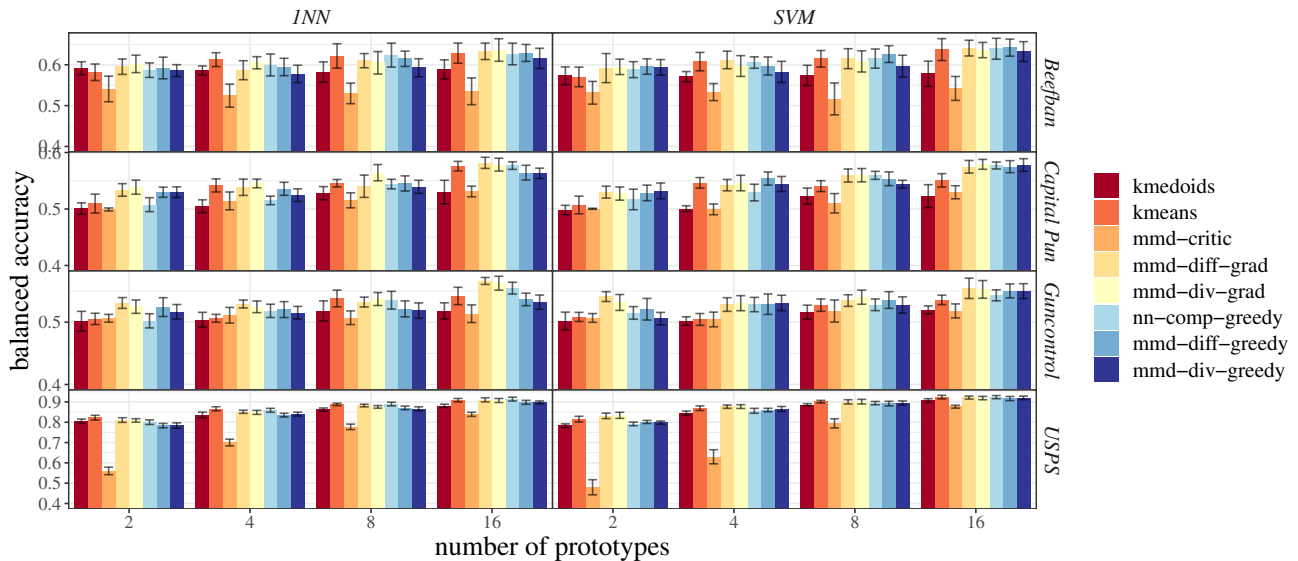 1NN SVM
0.6
0.5
0.4
Beefban
0.6
0.5
0.4
Capital Pun
0.5
0.4
Guncontrol
0.9
0.8
0.7
0.6
0.5
0.4
USPS
balanced accuracy
2 4 8 16 2 4 8 16
number of prototypes
kmedoids
kmeans
mmd−critic
mmd−diff−grad
mmd−div−grad
nn−comp−greedy
mmd−diff−greedy
mmd−div−greedy